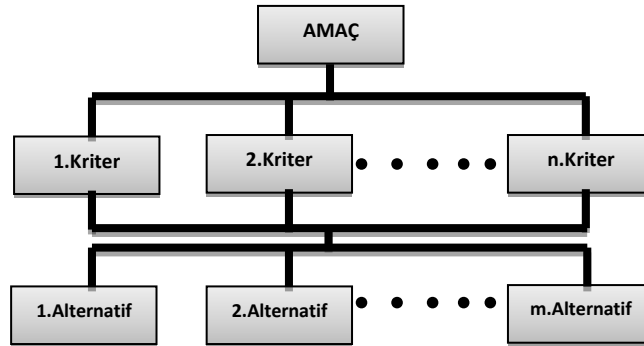 AMAÇ
1.Kriter
2.Kriter
n.Kriter
1.Alternatif
2.Alternatif
m.Alternatif